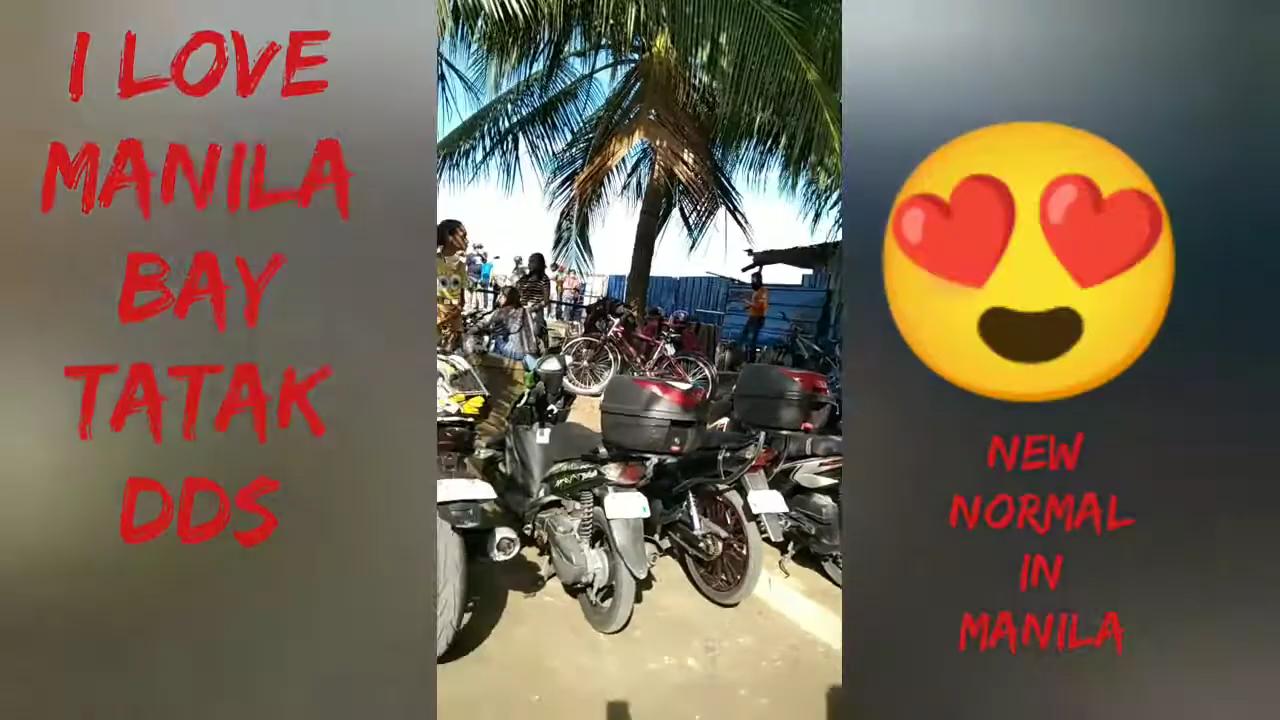 I LOVE
MANILA
BAY
TATAK
DDS
NEW
NORMAL
IN
MANILA